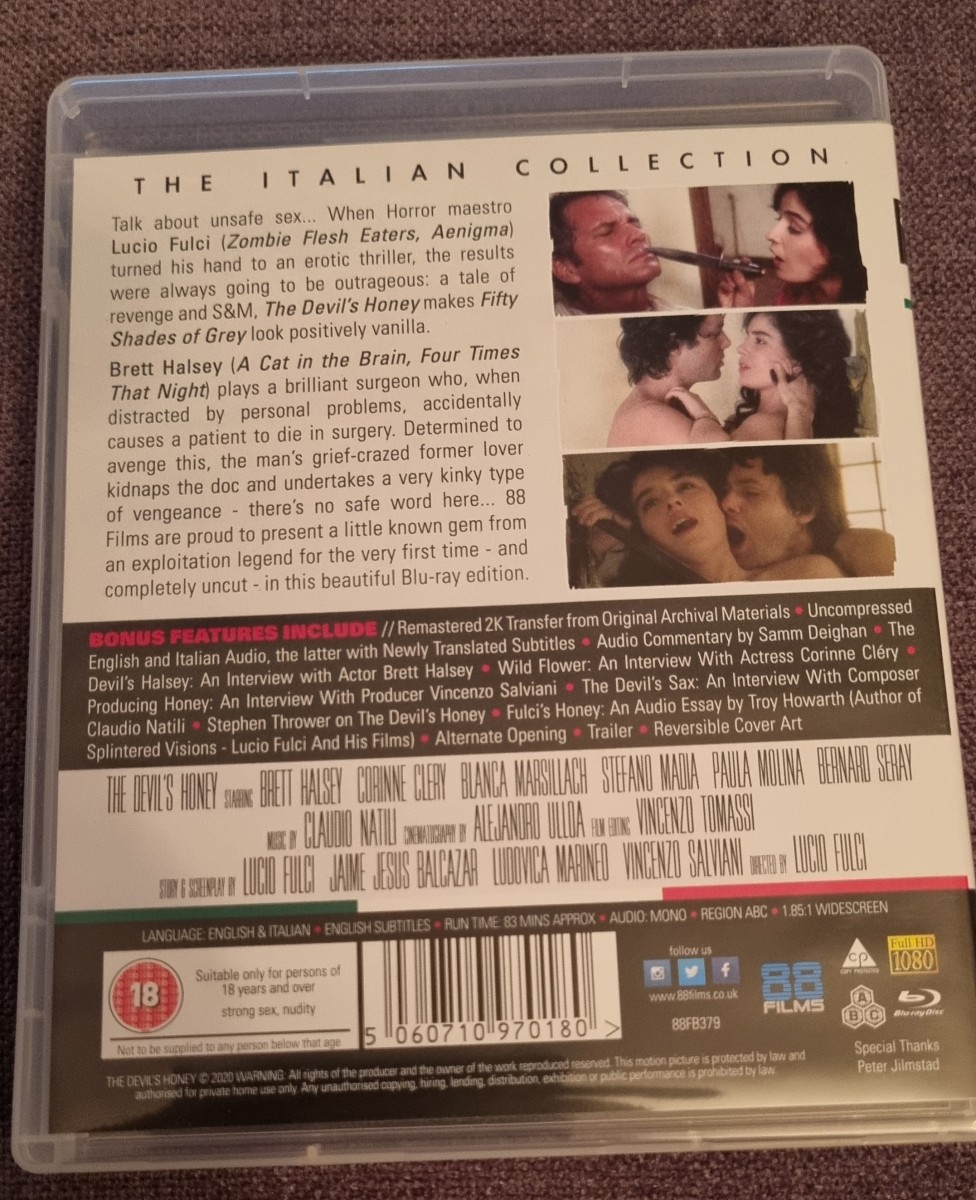 THE ITALIAN COLLECTION
Talk about unsafe sex... When Horror maestro
Lucio Fulci (Zombie Flesh Eaters, Aenigma)
turned his hand to an erotic thriller, the results
were always going to be outrageous: a tale of
revenge and S&M, The Devil's Honey makes Fifty
Shades of Grey look positively vanilla.
Brett Halsey (A Cat in the Brain, Four Times
That Night) plays a brilliant surgeon who, when
distracted by personal problems, accidentally
causes a patient to die in surgery. Determined to
avenge this, the man's grief-crazed former lover
kidnaps the doc and undertakes a very kinky type
of vengeance - there's no safe word here... 88
Films are proud to present a little known gem from
an exploitation legend for the very first time - and
completely uncut - in this beautiful Blu-ray edition.
BONUS FEATURES INCLUDE // Remastered 2K Transfer from Original Archival Materials • Uncompressed
English and Italian Audio, the latter with Newly Translated Subtitles • Audio Commentary by Samm Deighan • The
Devil's Halsey: An Interview with Actor Brett Halsey • Wild Flower: An Interview With Actress Corinne Cléry •
Producing Honey: An Interview With Producer Vincenzo Salviani • The Devil's Sax: An Interview With Composer
Claudio Natili • Stephen Thrower on The Devil's Honey • Fulci's Honey: An Audio Essay by Troy Howarth (Author of
Splintered Visions - Lucio Fulci And His Films) • Alternate Opening • Trailer • Reversible Cover Art
THE DEVIL'S HONEY STARRING BRETT HALSEY CORINNE CLERY BLANCA MARSILLACH STEFANO MADIA PAULA MOLINA BERNARD SERAY
MUSIC BY CLAUDIO NATILI CINEMATOGRAPHY BY ALEJANDRO ULLOA FILM EDITING VINCENZO TOMASSI
STORY & SCREENPLAY BY LUCIO FULCI JAIME JESUS BALCAZAR LUDOVICA MARINEO VINCENZO SALVIANI DIRECTED BY LUCIO FULCI
LANGUAGE: ENGLISH & ITALIAN • ENGLISH SUBTITLES • RUN TIME: 83 MINS APPROX • AUDIO: MONO • REGION ABC • 1.85:1 WIDESCREEN
18
Suitable only for persons of
18 years and over
strong sex, nudity
Not to be supplied to any person below that age
5 060710 970180 >
follow us
www.88films.co.uk
88FB379
88
FILMS
CP
COPY PROTECTED
Full HD
1080
A
B C
Blu-ray Disc
Special Thanks
Peter Jilmstad
THE DEVIL'S HONEY © 2020 WARNING: All rights of the producer and the owner of the work reproduced reserved. This motion picture is protected by law and
authorised for private home use only. Any unauthorised copying, hiring, lending, distribution, exhibition or public performance is prohibited by law.